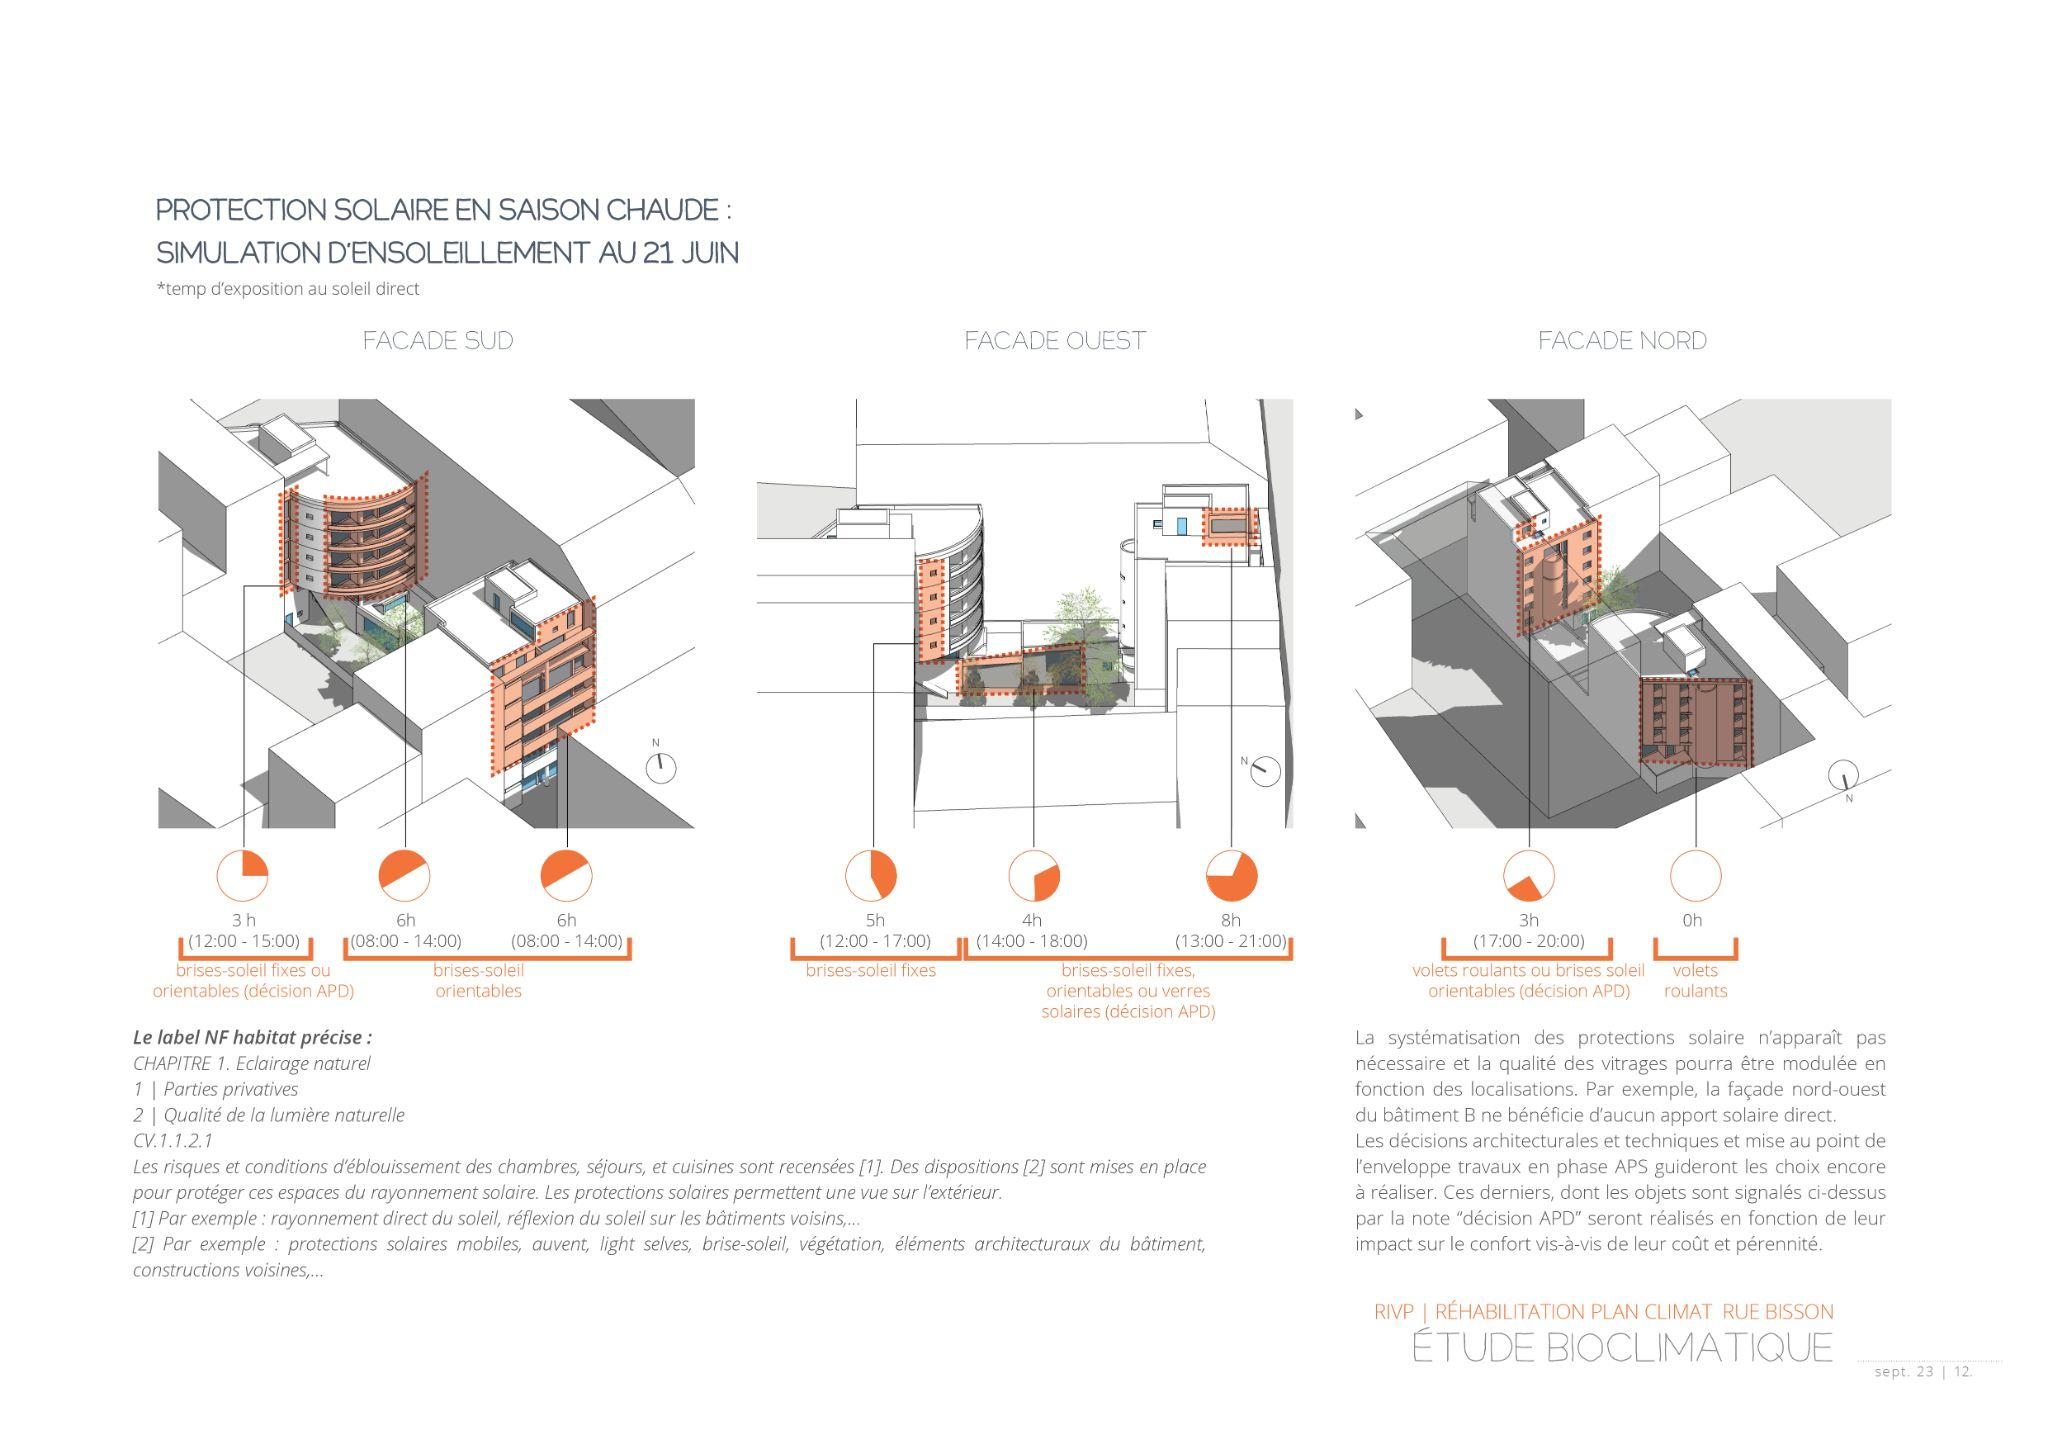 PROTECTION SOLAIRE EN SAISON CHAUDE :
SIMULATION D'ENSOLEILLEMENT AU 21 JUIN
*temp d'exposition au soleil direct
FACADE SUD
FACADE OUEST
FACADE NORD
N
N
N
3 h
(12:00 - 15:00)
6h
(08:00 - 14:00)
6h
(08:00 - 14:00)
5h
(12:00 - 17:00)
4h
(14:00 - 18:00)
8h
(13:00 - 21:00)
3h
(17:00 - 20:00)
0h
brises-soleil fixes ou
orientables (décision APD)
brises-soleil
orientables
brises-soleil fixes
brises-soleil fixes,
orientables ou verres
solaires (décision APD)
volets roulants ou brises soleil
orientables (décision APD)
volets
roulants
Le label NF habitat précise :
CHAPITRE 1. Eclairage naturel
1 | Parties privatives
2 | Qualité de la lumière naturelle
CV.1.1.2.1
Les risques et conditions d'éblouissement des chambres, séjours, et cuisines sont recensées [1]. Des dispositions [2] sont mises en place
pour protéger ces espaces du rayonnement solaire. Les protections solaires permettent une vue sur l'extérieur.
[1] Par exemple : rayonnement direct du soleil, réflexion du soleil sur les bâtiments voisins,...
[2] Par exemple : protections solaires mobiles, auvent, light selves, brise-soleil, végétation, éléments architecturaux du bâtiment,
constructions voisines,...
La systématisation des protections solaire n'apparaît pas
nécessaire et la qualité des vitrages pourra être modulée en
fonction des localisations. Par exemple, la façade nord-ouest
du bâtiment B ne bénéficie d'aucun apport solaire direct.
Les décisions architecturales et techniques et mise au point de
l'enveloppe travaux en phase APS guideront les choix encore
à réaliser. Ces derniers, dont les objets sont signalés ci-dessus
par la note "décision APD" seront réalisés en fonction de leur
impact sur le confort vis-à-vis de leur coût et pérennité.
RIVP | RÉHABILITATION PLAN CLIMAT RUE BISSON
ÉTUDE BIOCLIMATIQUE
sept. 23 | 12.